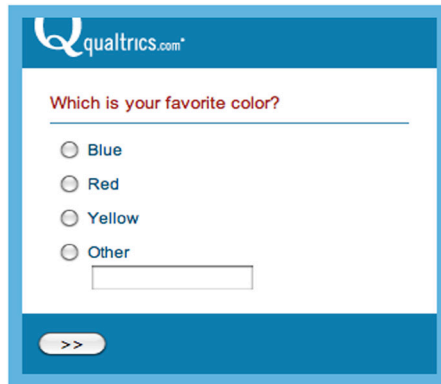 Qualtrics.com
Which is your favorite color?
Blue
Red
Yellow
Other
>>